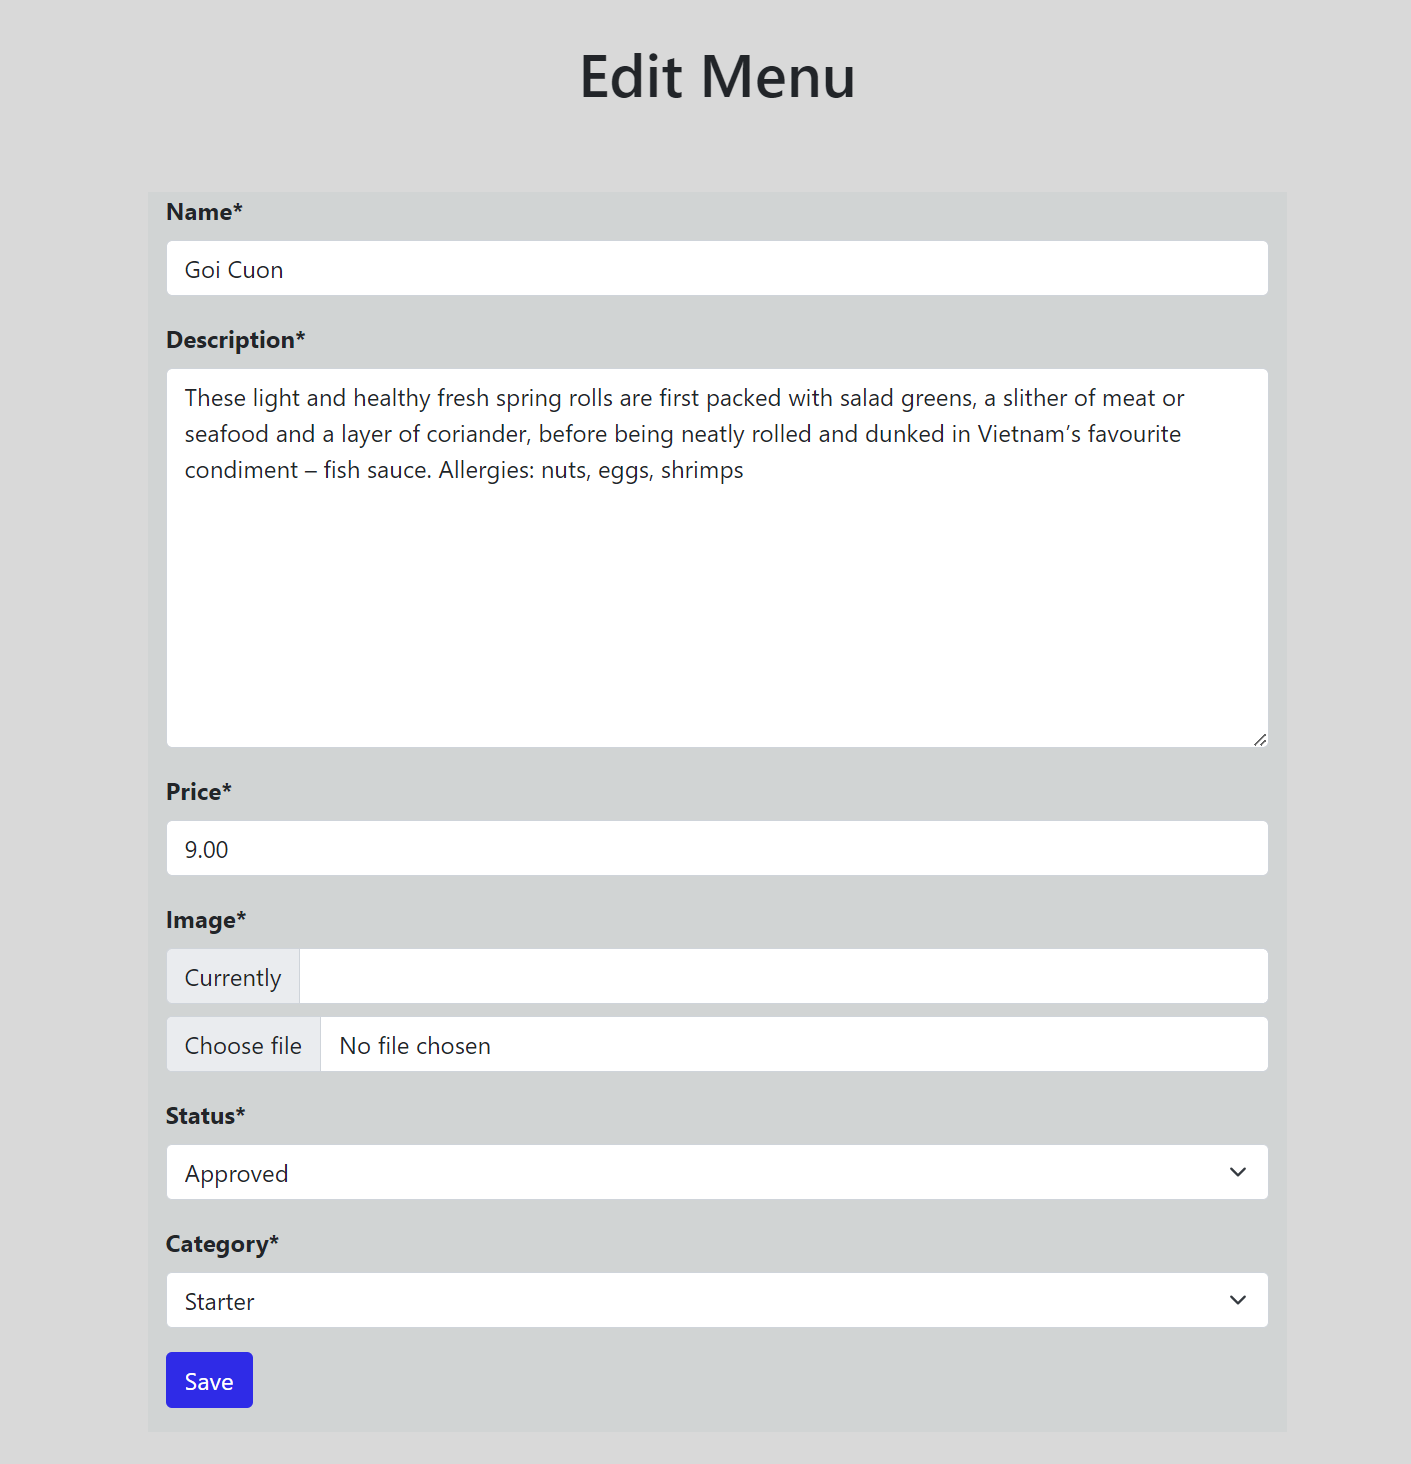 Edit Menu
Name*
Goi Cuon
Description*
These light and healthy fresh spring rolls are first packed with salad greens, a slither of meat or
seafood and a layer of coriander, before being neatly rolled and dunked in Vietnam’s favourite
condiment – fish sauce. Allergies: nuts, eggs, shrimps
Price*
9.00
Image*
Currently
Choose file No file chosen
Status*
Approved
Category*
Starter
Save